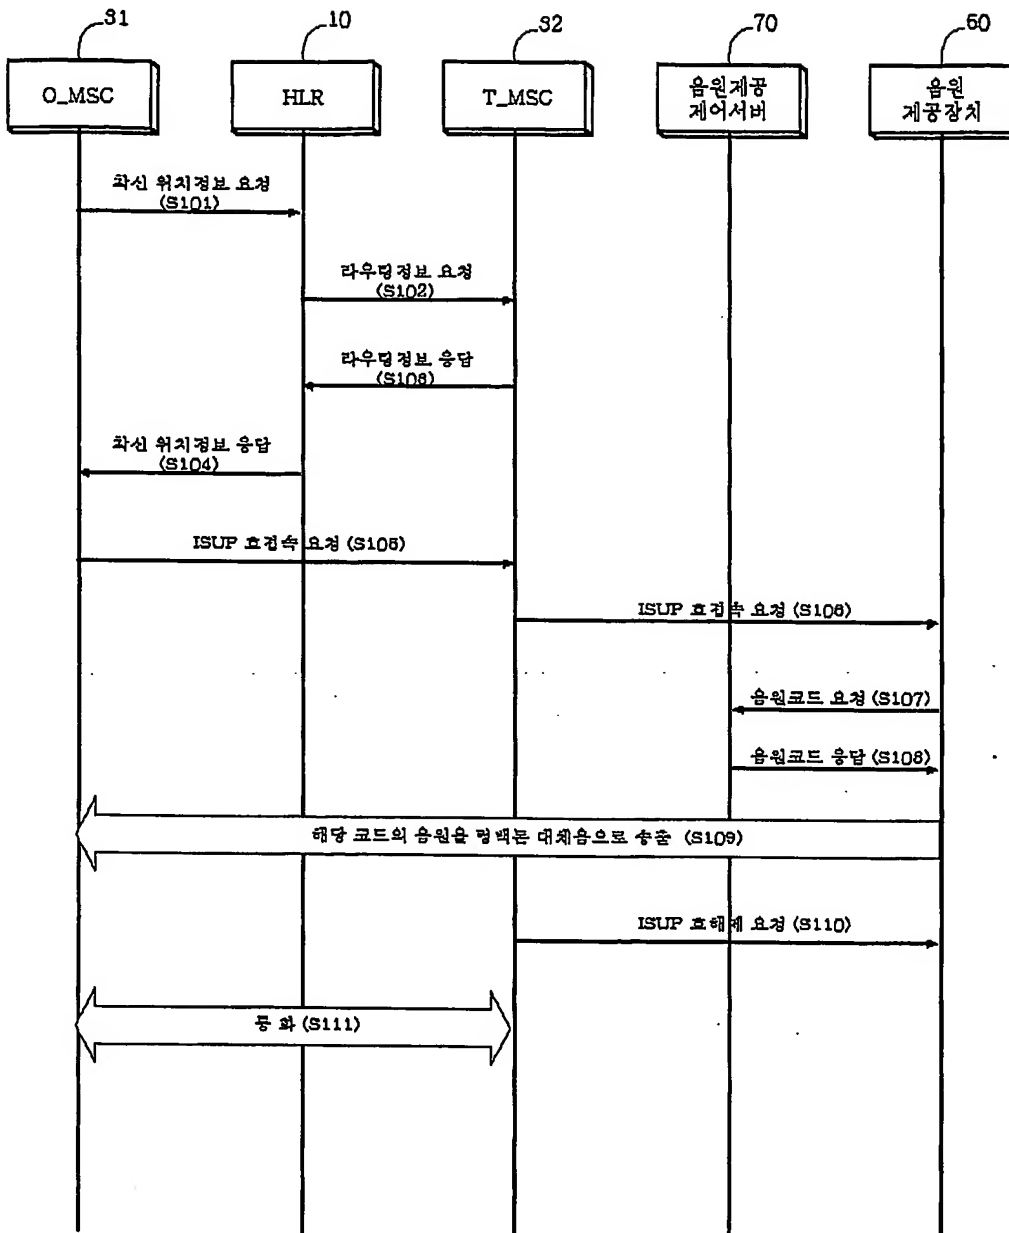 31
10
32
70
60
O_MSC
HLR
T_MSC
음원제공
제어서버
음원
제공장치
착신 위치정보 요청
(S101)
라우팅정보 요청
(S102)
라우팅정보 응답
(S103)
착신 위치정보 응답
(S104)
ISUP 호접속 요청 (S105)
ISUP 호접속 요청 (S106)
음원코드 요청 (S107)
음원코드 응답 (S108)
해당 코드의 음원을 링백톤 대체음으로 송출 (S109)
ISUP 호해제 요청 (S110)
통 화 (S111)